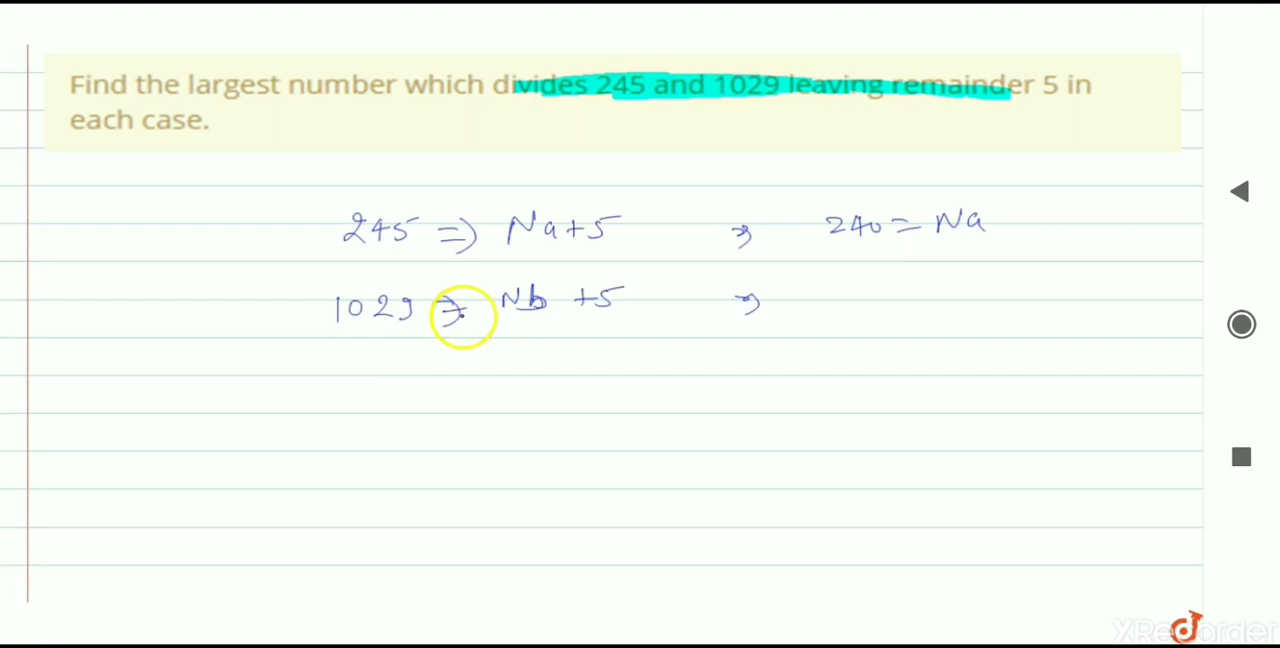 Find the largest number which divides 245 and 1029 leaving remainder 5 in
each case.
245 ⇒ Na+5 ⇒ 240 = Na
1029 ⇒ Nb +5 ⇒
XRecorder